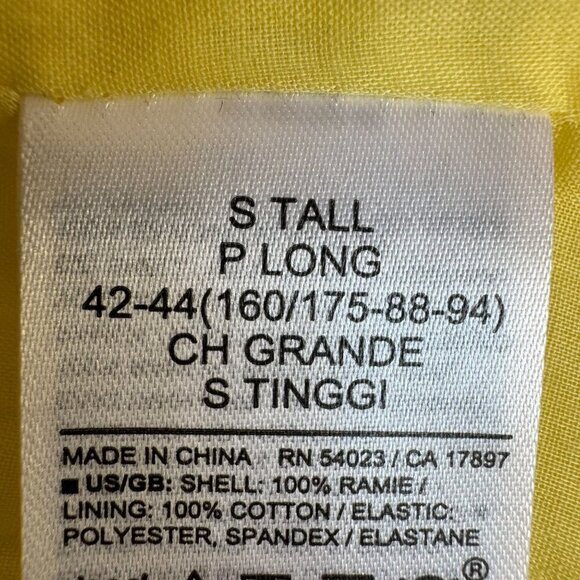 S TALL
P LONG
42-44(160/175-88-94)
CH GRANDE
S TINGGI
MADE IN CHINA RN 54023 / CA 17897
■ US/GB: SHELL: 100% RAMIE /
LINING: 100% COTTON / ELASTIC:
POLYESTER, SPANDEX / ELASTANE
®